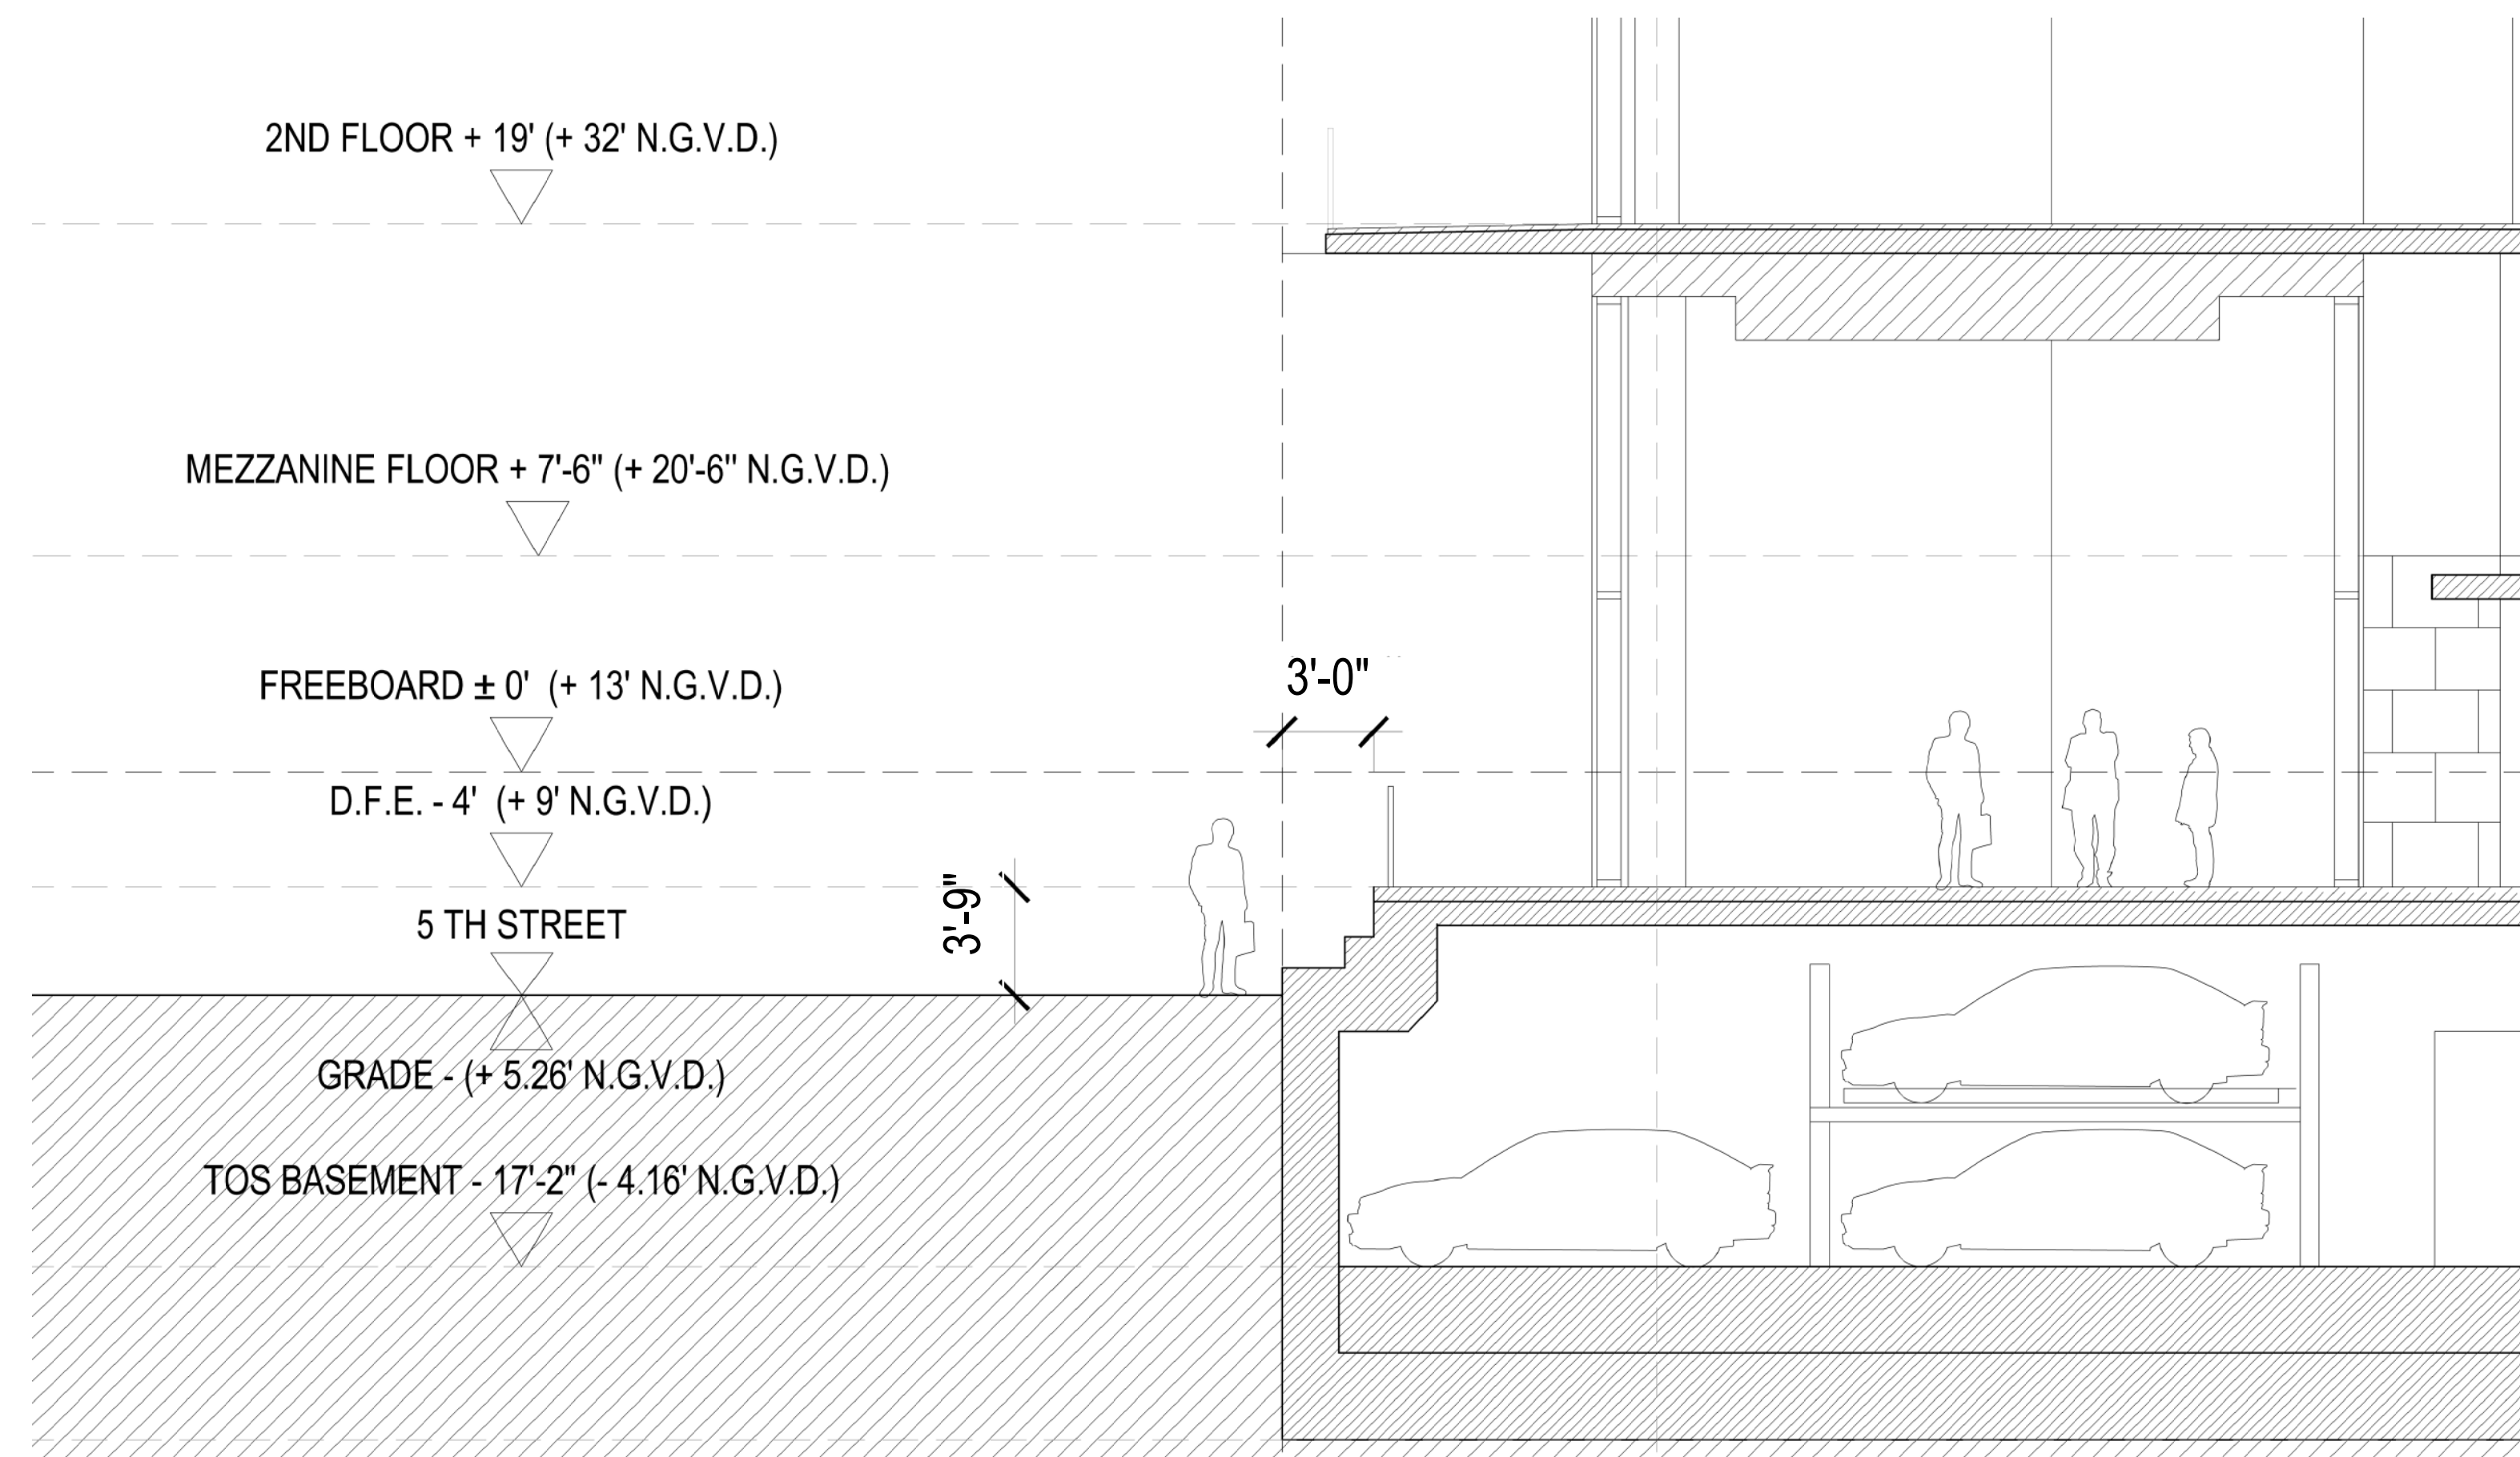 2ND FLOOR + 19' (+ 32' N.G.V.D.)
MEZZANINE FLOOR + 7'-6" (+ 20'-6" N.G.V.D.)
FREEBOARD ± 0' (+ 13' N.G.V.D.)
3'-0"
D.F.E. - 4' (+ 9' N.G.V.D.)
3'-9"
5 TH STREET
GRADE - (+ 5.26' N.G.V.D.)
TOS BASEMENT - 17'-2" (- 4.16' N.G.V.D.)